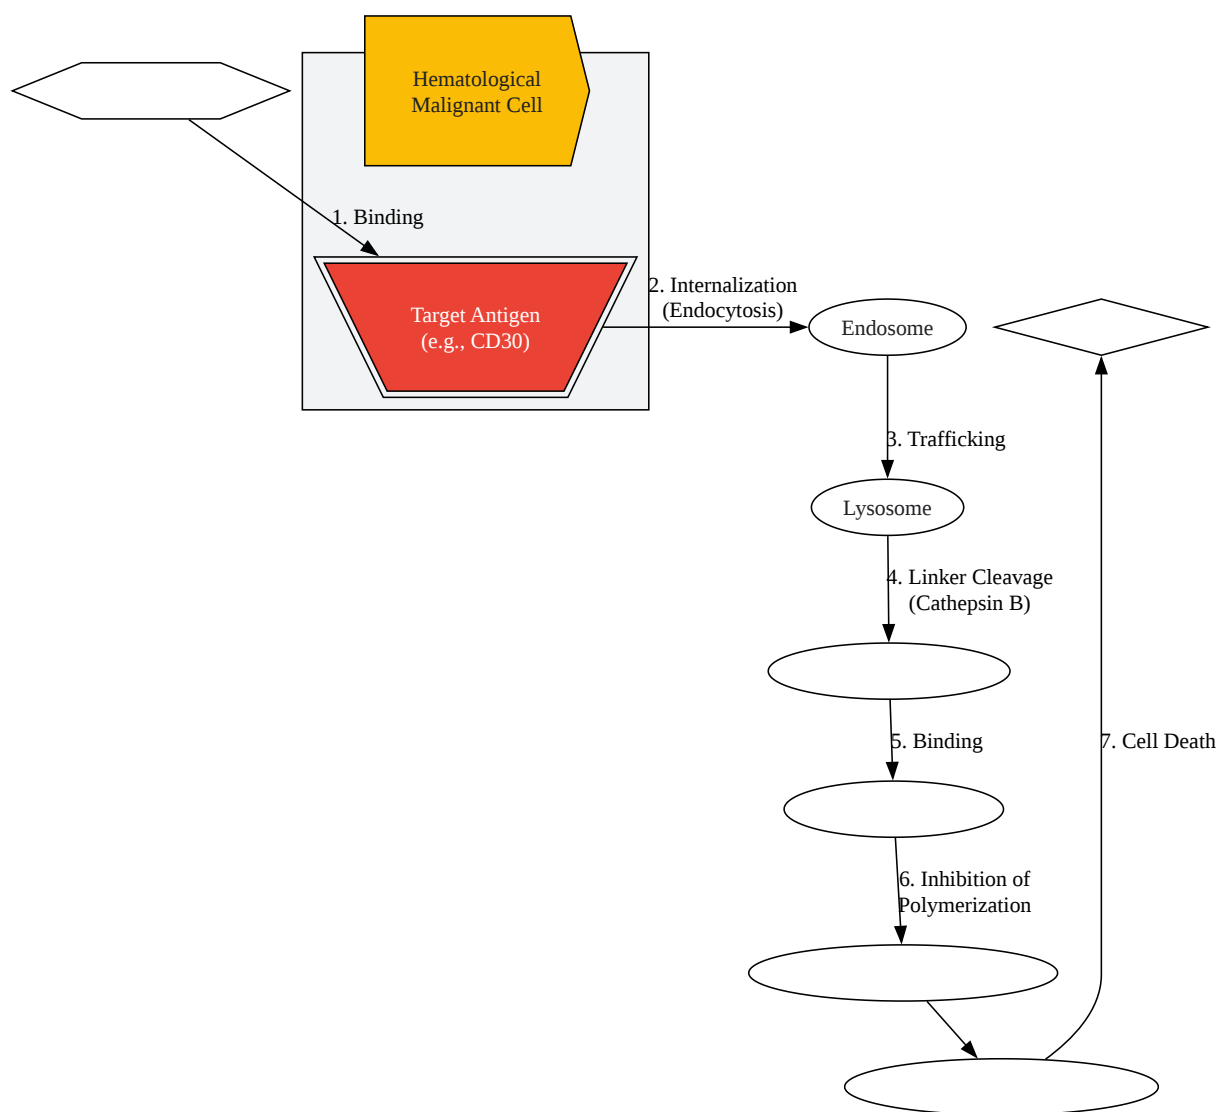 Hematological
Malignant Cell
1. Binding
Target Antigen
(e.g., CD30)
2. Internalization
(Endocytosis)
Endosome
3. Trafficking
Lysosome
4. Linker Cleavage
(Cathepsin B)
5. Binding
7. Cell Death
6. Inhibition of
Polymerization